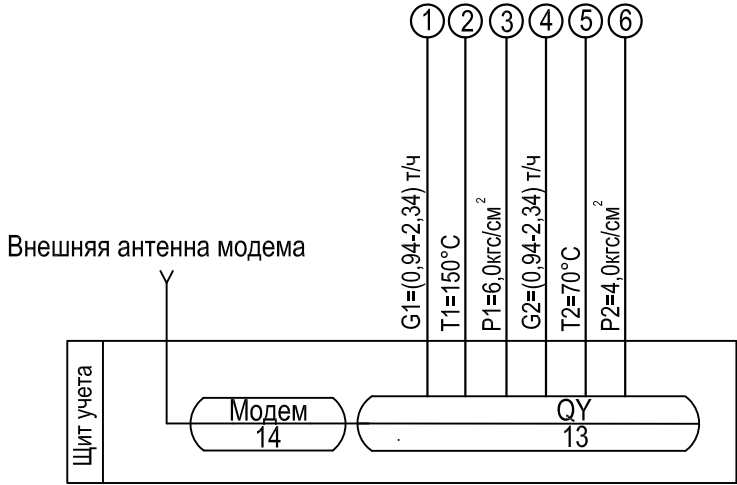 1 2 3 4 5 6
G1=(0,94-2,34) т/ч
T1=150°C
P1=6,0кгс/см²
G2=(0,94-2,34) т/ч
T2=70°C
P2=4,0кгс/см²
Внешняя антенна модема
Щит учета
Модем
14
QY
13